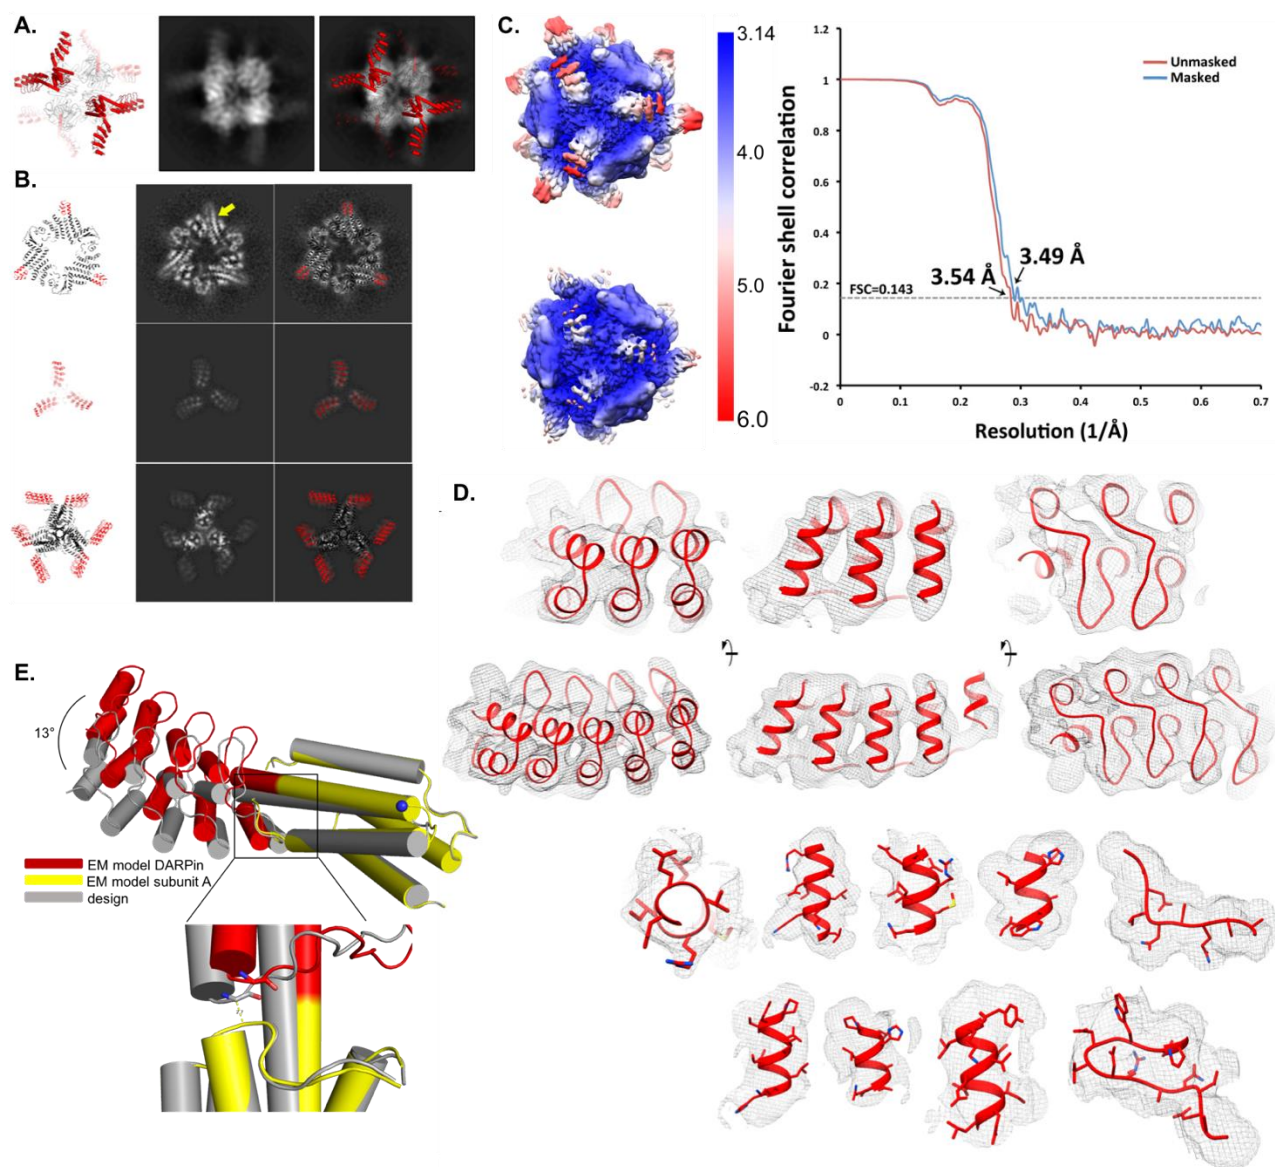 A.
B.
C.
3.14
4.0
5.0
6.0
1.2
1
0.8
0.6
0.4
0.2
0
-0.2
Fourier shell correlation
Unmasked
Masked
3.54 Å
3.49 Å
FSC=0.143
0
0.1
0.2
0.3
0.4
0.5
0.6
0.7
Resolution (1/Å)
D.
E.
13°
EM model DARPin
EM model subunit A
design